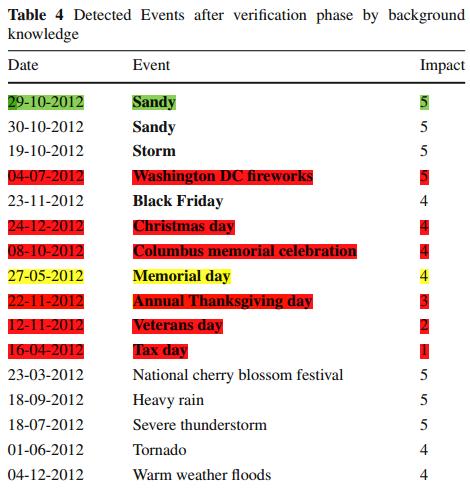 Table 4 Detected Events after verification phase by background
knowledge
Date Event Impact
29-10-2012 Sandy 5
30-10-2012 Sandy 5
19-10-2012 Storm 5
04-07-2012 Washington DC fireworks 5
23-11-2012 Black Friday 4
24-12-2012 Christmas day 4
08-10-2012 Columbus memorial celebration 4
27-05-2012 Memorial day 4
22-11-2012 Annual Thanksgiving day 3
12-11-2012 Veterans day 2
16-04-2012 Tax day 1
23-03-2012 National cherry blossom festival 5
18-09-2012 Heavy rain 5
18-07-2012 Severe thunderstorm 5
01-06-2012 Tornado 4
04-12-2012 Warm weather floods 4